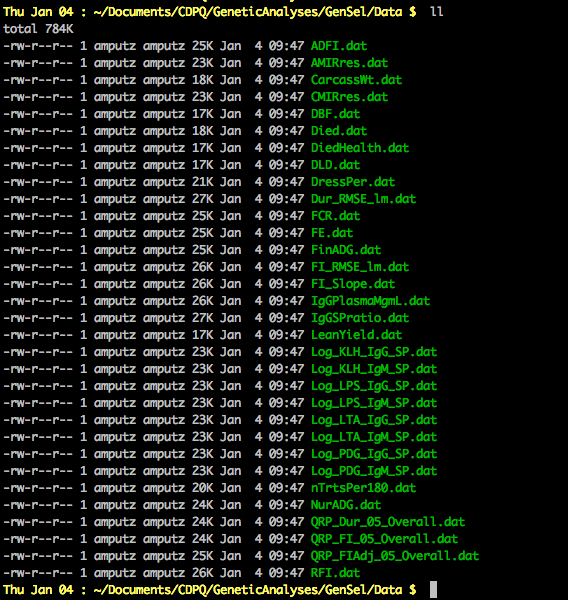 Thu Jan 04 : ~/Documents/CDPQ/GeneticAnalyses/GenSel/Data $  ll
total 784K
-rw-r--r-- 1 amputz amputz 25K Jan  4 09:47 ADFI.dat
-rw-r--r-- 1 amputz amputz 23K Jan  4 09:47 AMIRres.dat
-rw-r--r-- 1 amputz amputz 18K Jan  4 09:47 CarcassWt.dat
-rw-r--r-- 1 amputz amputz 23K Jan  4 09:47 CMIRres.dat
-rw-r--r-- 1 amputz amputz 17K Jan  4 09:47 DBF.dat
-rw-r--r-- 1 amputz amputz 18K Jan  4 09:47 Died.dat
-rw-r--r-- 1 amputz amputz 17K Jan  4 09:47 DiedHealth.dat
-rw-r--r-- 1 amputz amputz 17K Jan  4 09:47 DLD.dat
-rw-r--r-- 1 amputz amputz 21K Jan  4 09:47 DressPer.dat
-rw-r--r-- 1 amputz amputz 27K Jan  4 09:47 Dur_RMSE_lm.dat
-rw-r--r-- 1 amputz amputz 25K Jan  4 09:47 FCR.dat
-rw-r--r-- 1 amputz amputz 25K Jan  4 09:47 FE.dat
-rw-r--r-- 1 amputz amputz 25K Jan  4 09:47 FinADG.dat
-rw-r--r-- 1 amputz amputz 26K Jan  4 09:47 FI_RMSE_lm.dat
-rw-r--r-- 1 amputz amputz 26K Jan  4 09:47 FI_Slope.dat
-rw-r--r-- 1 amputz amputz 26K Jan  4 09:47 IgGPlasmaMgmL.dat
-rw-r--r-- 1 amputz amputz 27K Jan  4 09:47 IgGSPratio.dat
-rw-r--r-- 1 amputz amputz 17K Jan  4 09:47 LeanYield.dat
-rw-r--r-- 1 amputz amputz 23K Jan  4 09:47 Log_KLH_IgG_SP.dat
-rw-r--r-- 1 amputz amputz 23K Jan  4 09:47 Log_KLH_IgM_SP.dat
-rw-r--r-- 1 amputz amputz 23K Jan  4 09:47 Log_LPS_IgG_SP.dat
-rw-r--r-- 1 amputz amputz 23K Jan  4 09:47 Log_LPS_IgM_SP.dat
-rw-r--r-- 1 amputz amputz 23K Jan  4 09:47 Log_LTA_IgG_SP.dat
-rw-r--r-- 1 amputz amputz 23K Jan  4 09:47 Log_LTA_IgM_SP.dat
-rw-r--r-- 1 amputz amputz 23K Jan  4 09:47 Log_PDG_IgG_SP.dat
-rw-r--r-- 1 amputz amputz 23K Jan  4 09:47 Log_PDG_IgM_SP.dat
-rw-r--r-- 1 amputz amputz 20K Jan  4 09:47 nTrtsPer180.dat
-rw-r--r-- 1 amputz amputz 24K Jan  4 09:47 NurADG.dat
-rw-r--r-- 1 amputz amputz 24K Jan  4 09:47 QRP_Dur_05_Overall.dat
-rw-r--r-- 1 amputz amputz 24K Jan  4 09:47 QRP_FI_05_Overall.dat
-rw-r--r-- 1 amputz amputz 25K Jan  4 09:47 QRP_FIAdj_05_Overall.dat
-rw-r--r-- 1 amputz amputz 26K Jan  4 09:47 RFI.dat
Thu Jan 04 : ~/Documents/CDPQ/GeneticAnalyses/GenSel/Data $